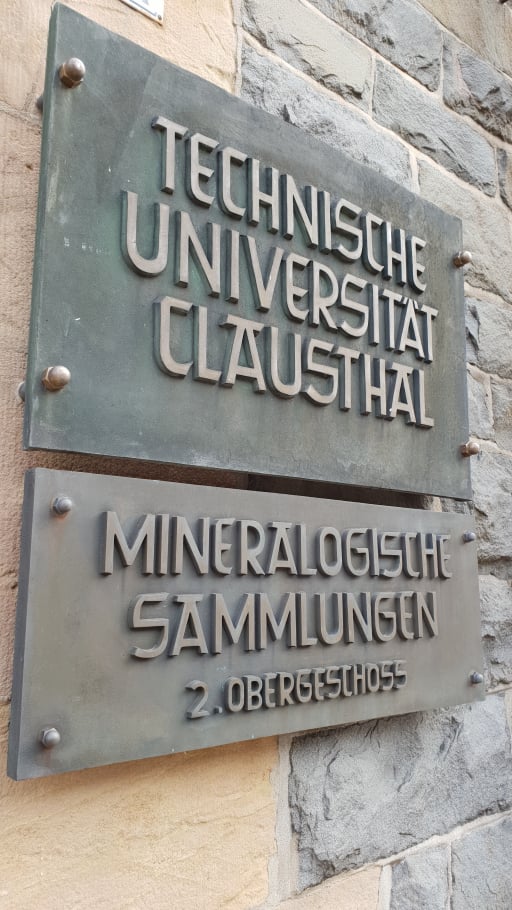 TECHNISCHE
UNIVERSITÄT
CLAUSTHAL
MINERALOGISCHE
SAMMLUNGEN
2. OBERGESCHOSS